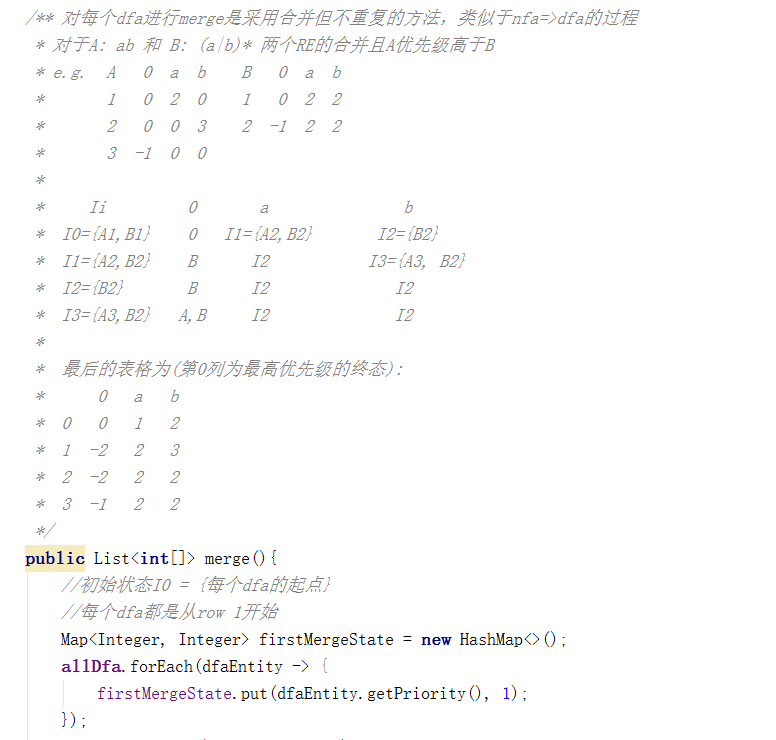 /** 对每个dfa进行merge是采用合并但不重复的方法，类似于nfa=>dfa的过程
* 对于A: ab 和 B: (a|b)* 两个RE的合并且A优先级高于B
* e.g. A 0 a b B 0 a b
* 1 0 2 0 1 0 2 2
* 2 0 0 3 2 -1 2 2
* 3 -1 0 0
*
* Ii 0 a b
* I0={A1,B1} 0 I1={A2,B2} I2={B2}
* I1={A2,B2} B I2 I3={A3, B2}
* I2={B2} B I2 I2
* I3={A3,B2} A,B I2 I2
*
* 最后的表格为(第0列为最高优先级的终态):
* 0 a b
* 0 0 1 2
* 1 -2 2 3
* 2 -2 2 2
* 3 -1 2 2
*/
public List<int[]> merge(){
//初始状态I0 = {每个dfa的起点}
//每个dfa都是从row 1开始
Map<Integer, Integer> firstMergeState = new HashMap<>();
allDfa.forEach(dfaEntity -> {
firstMergeState.put(dfaEntity.getPriority(), 1);
});